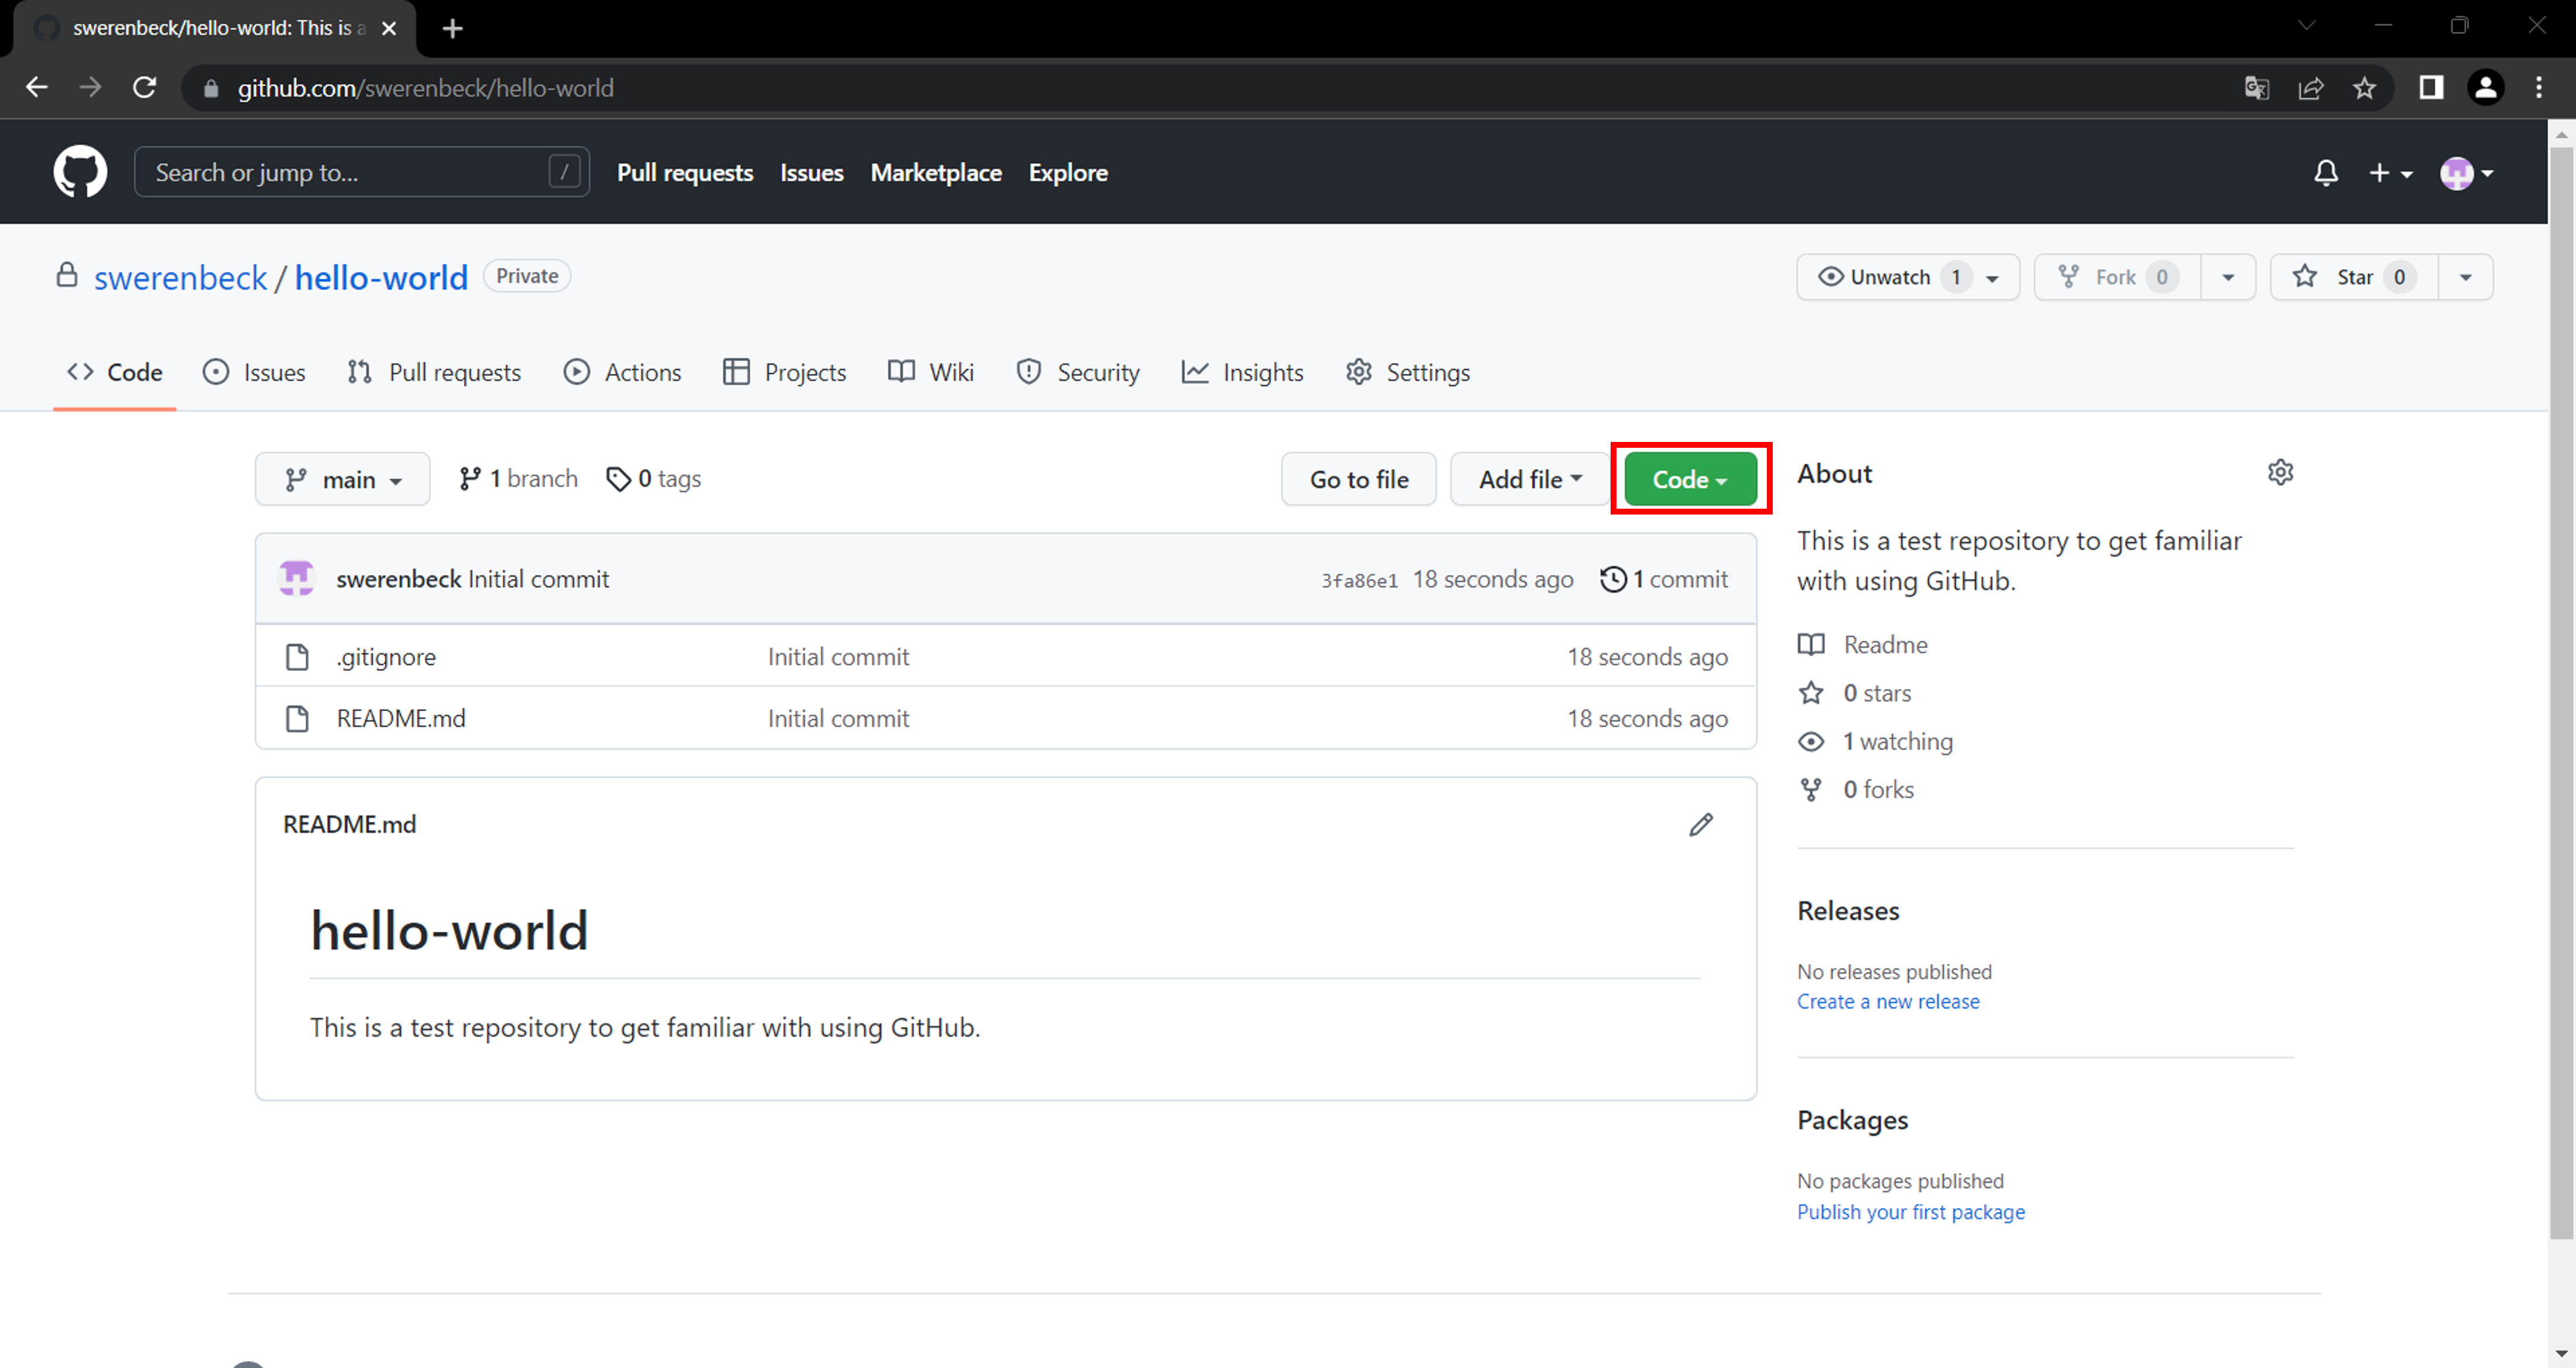 swerenbeck/hello-world: This is a
github.com/swerenbeck/hello-world
Search or jump to... /
Pull requests Issues Marketplace Explore
swerenbeck / hello-world Private
Unwatch 1 Fork 0 Star 0
Code Issues Pull requests Actions Projects Wiki Security Insights Settings
main 1 branch 0 tags Go to file Add file Code
swerenbeck Initial commit 3fa86e1 18 seconds ago 1 commit
.gitignore Initial commit 18 seconds ago
README.md Initial commit 18 seconds ago
README.md
hello-world
This is a test repository to get familiar with using GitHub.
About
This is a test repository to get familiar
with using GitHub.
Readme
0 stars
1 watching
0 forks
Releases
No releases published
Create a new release
Packages
No packages published
Publish your first package